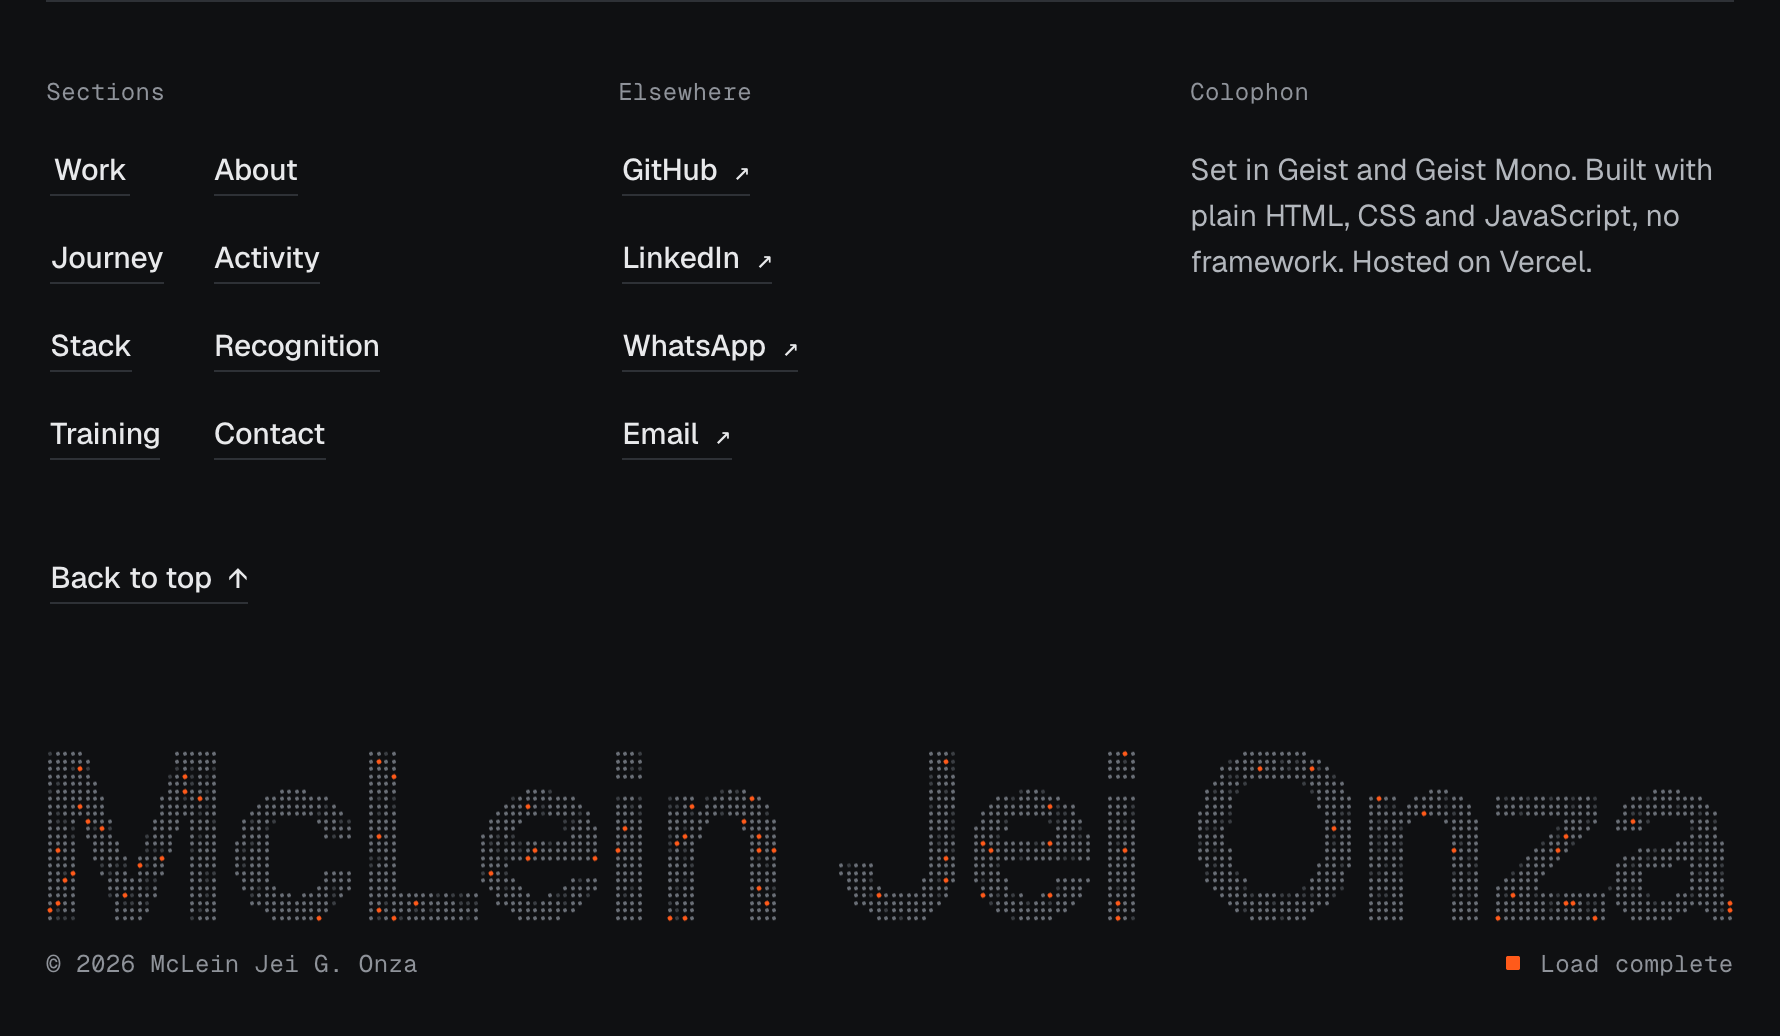 Sections
Work
About
Journey
Activity
Stack
Recognition
Training
Contact
Back to top ↑
Elsewhere
GitHub ↗
LinkedIn ↗
WhatsApp ↗
Email ↗
Colophon
Set in Geist and Geist Mono. Built with
plain HTML, CSS and JavaScript, no
framework. Hosted on Vercel.
McLein Jei Onza
© 2026 McLein Jei G. Onza
Load complete